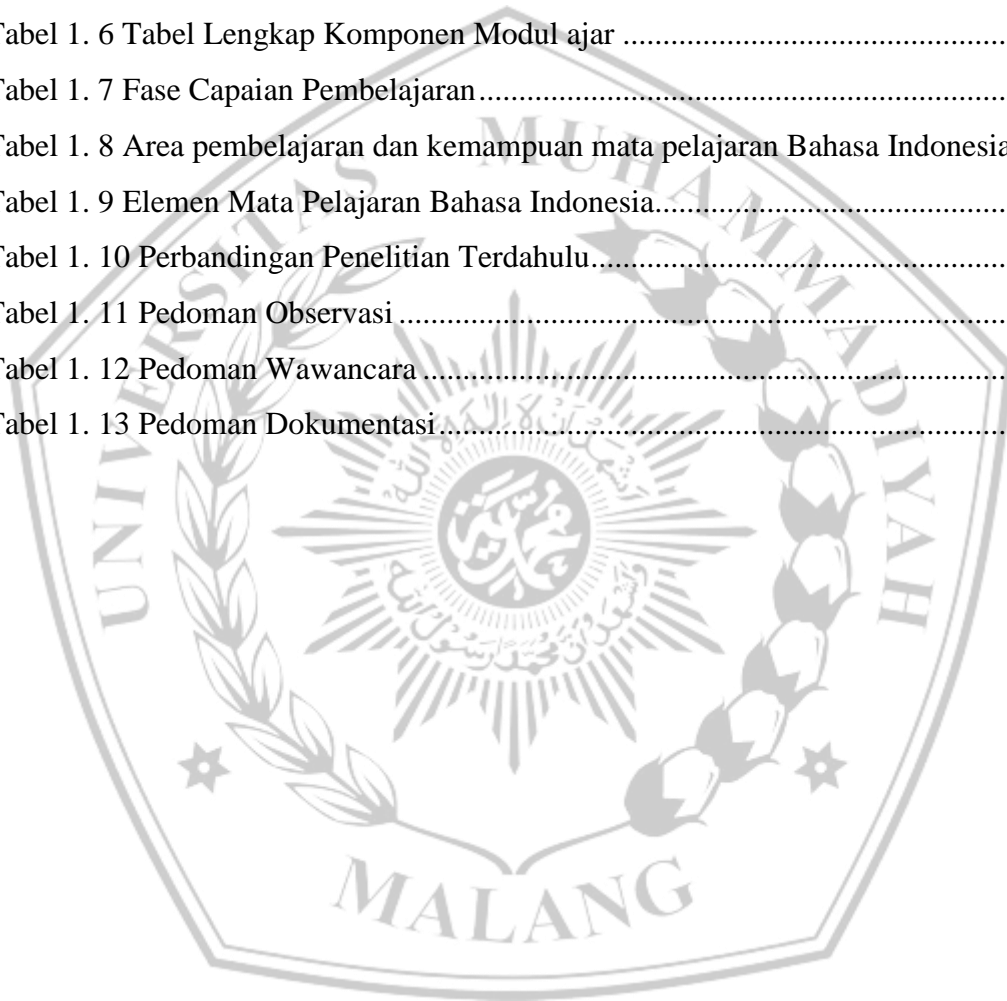 Tabel 1. 6 Tabel Lengkap Komponen Modul ajar ................................................
Tabel 1. 7 Fase Capaian Pembelajaran..................................................................
Tabel 1. 8 Area pembelajaran dan kemampuan mata pelajaran Bahasa Indonesia
Tabel 1. 9 Elemen Mata Pelajaran Bahasa Indonesia............................................
Tabel 1. 10 Perbandingan Penelitian Terdahulu....................................................
Tabel 1. 11 Pedoman Observasi ............................................................................
Tabel 1. 12 Pedoman Wawancara .........................................................................
Tabel 1. 13 Pedoman Dokumentasi.......................................................................
UNIVERSITAS MUHAMMADIYAH
MALANG